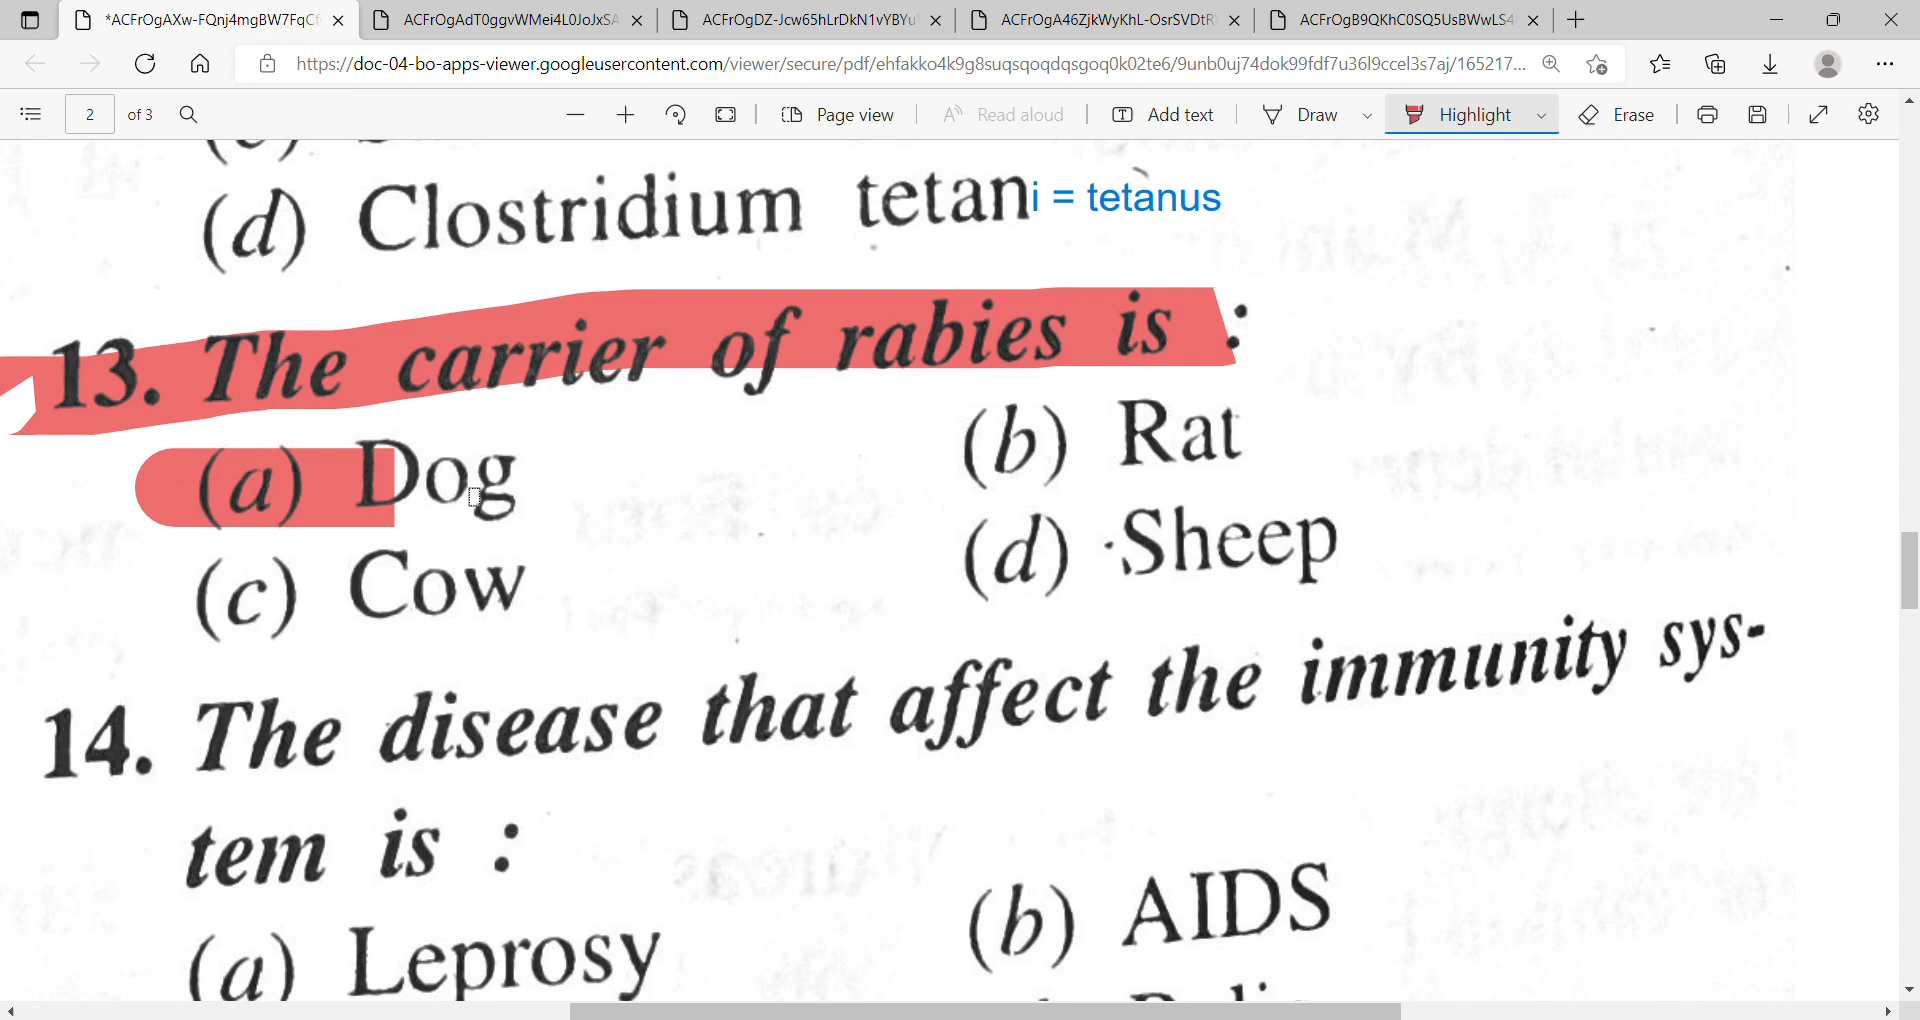 *ACFrOgAXw-FQnj4mgBW7FqCf
ACFrOgAdT0ggvWMei4L0JoJxSA
ACFrOgDZ-Jcw65hLrDkN1vYBYu
ACFrOgA46ZjkWyKhL-OsrSVDtR
ACFrOgB9QKhC0SQ5UsBWwLS4
https://doc-04-bo-apps-viewer.googleusercontent.com/viewer/secure/pdf/ehfakko4k9g8suqsqoqdqsgoq0k02te6/9unb0uj74dok99fdf7u36l9ccel3s7aj/165217...
2 of 3 Page view Read aloud Add text Draw Highlight Erase
(d) Clostridium tetani = tetanus
13. The carrier of rabies is :
(a) Dog (b) Rat
(c) Cow (d) Sheep
14. The disease that affect the immunity sys-
tem is :
(a) Leprosy (b) AIDS